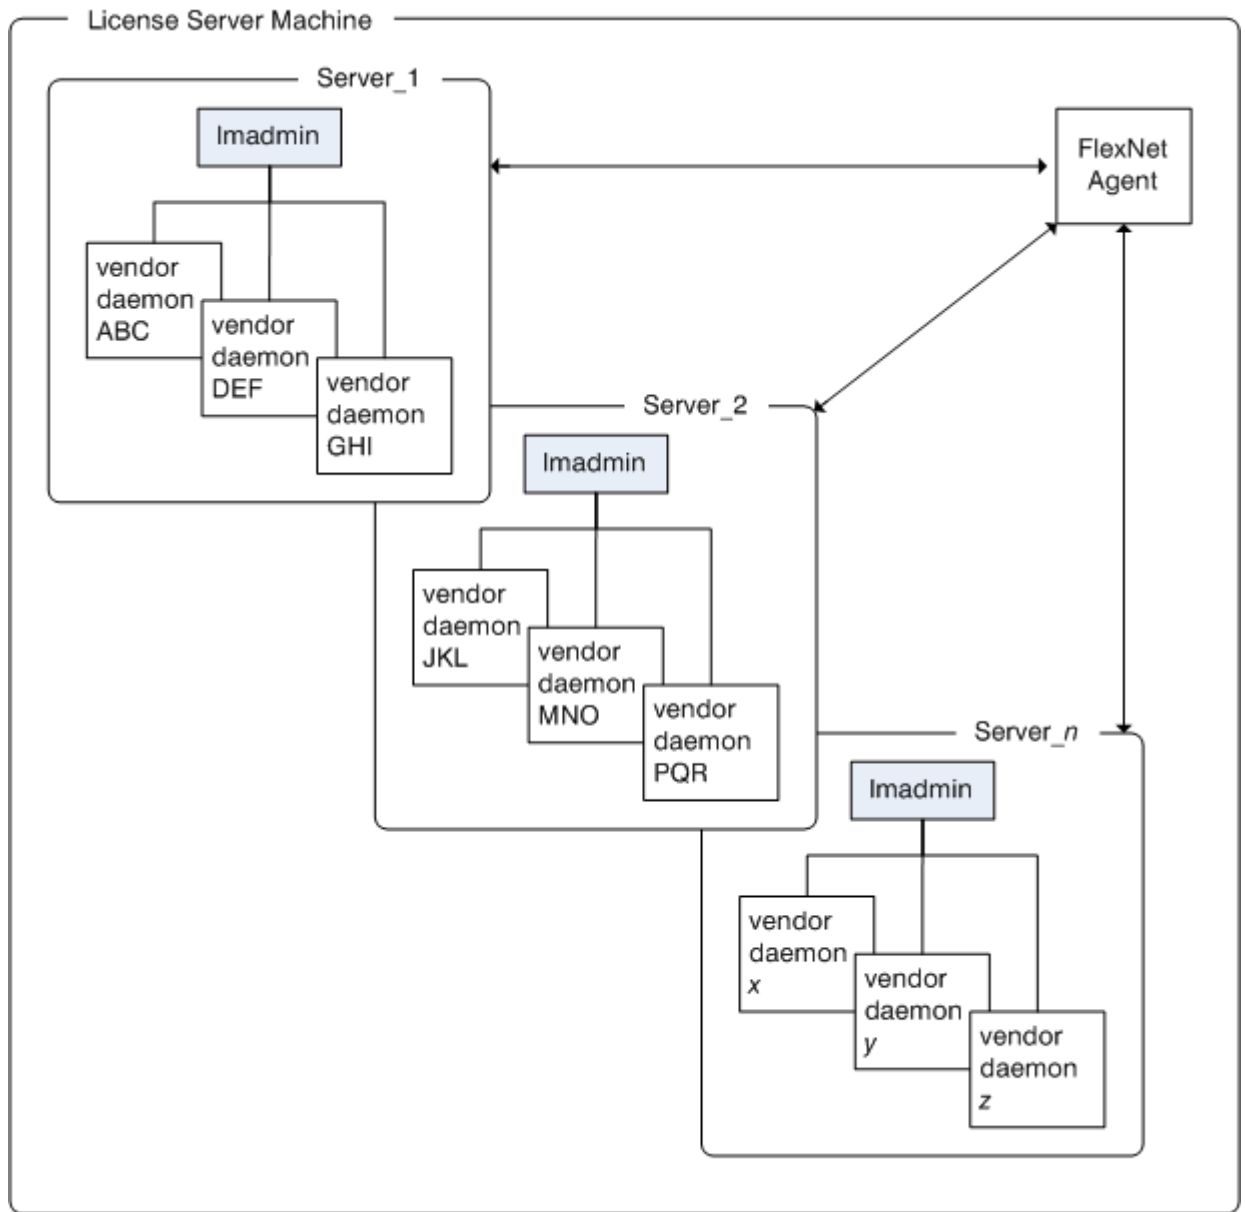 License Server Machine
Server_1
lmadmin
vendor
daemon
ABC
vendor
daemon
DEF
vendor
daemon
GHI
FlexNet
Agent
Server_2
lmadmin
vendor
daemon
JKL
vendor
daemon
MNO
vendor
daemon
PQR
Server_n
lmadmin
vendor
daemon
x
vendor
daemon
y
vendor
daemon
z